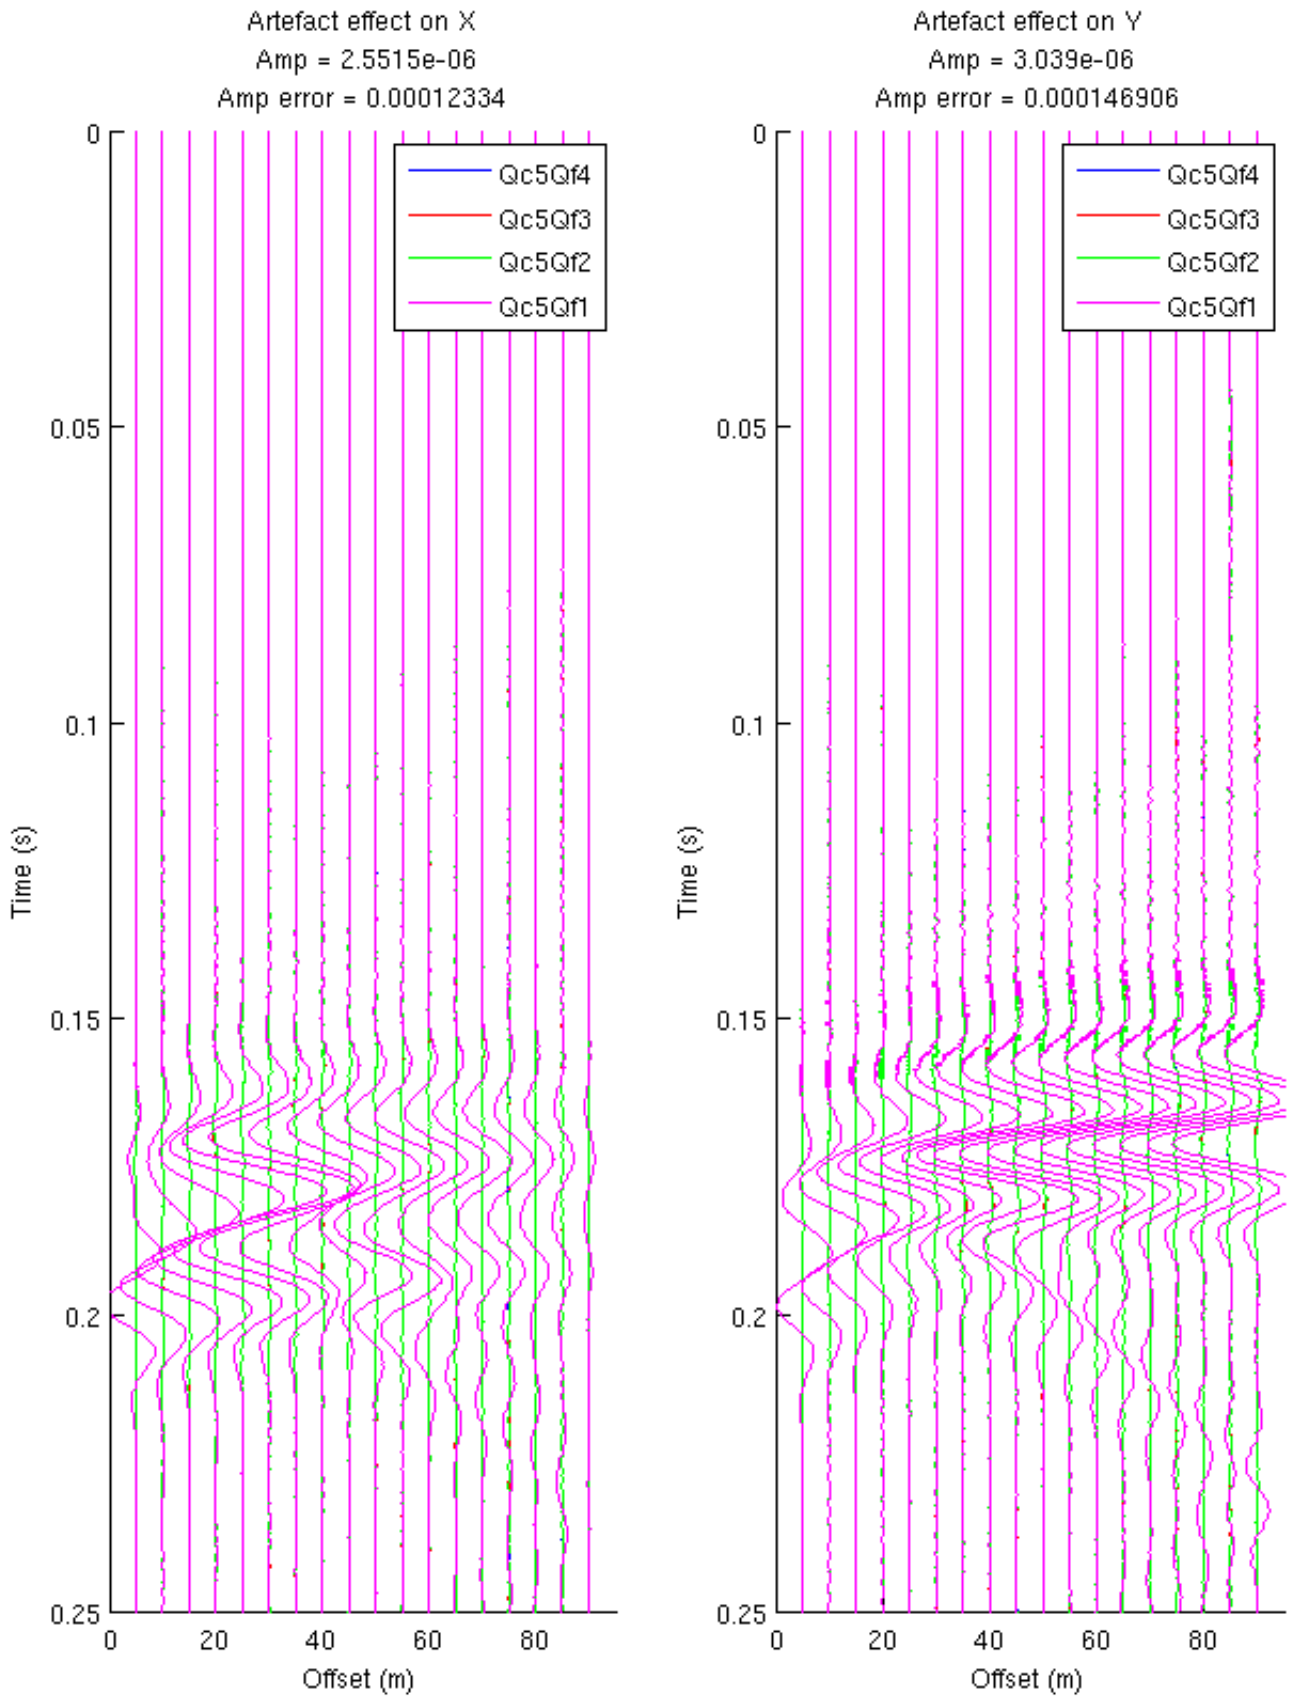 Artefact effect on X
Amp = 2.5515e-06
Amp error = 0.00012334
0
Qc5Qf4
Qc5Qf3
Qc5Qf2
Qc5Qf1
0.05
0.1
Time (s)
0.15
0.2
0.25
0 20 40 60 80
Offset (m)
Artefact effect on Y
Amp = 3.039e-06
Amp error = 0.000146906
0
Qc5Qf4
Qc5Qf3
Qc5Qf2
Qc5Qf1
0.05
0.1
Time (s)
0.15
0.2
0.25
0 20 40 60 80
Offset (m)